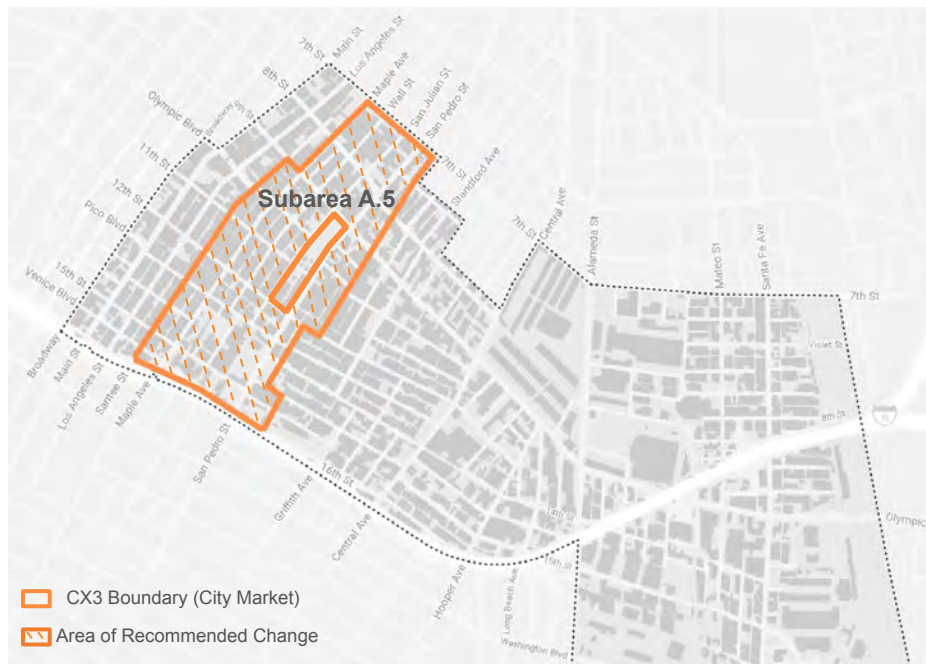 7th St
Main St
Los Angeles St
Maple Ave
Wall St
San Julian St
San Pedro St
8th St
Broadway
9th St
Olympic Blvd
11th St
12th St
Pico Blvd
15th St
Venice Blvd
7th St
Standford Ave
Subarea A.5
7th St
Central Ave
Alameda St
Mateo St
Santa Fe Ave
7th St
Violet St
8th St
Olympic
Broadway
Main St
Los Angeles St
Santee St
Maple Ave
San Pedro St
Griffith Ave
16th St
Central Ave
14th St
15th St
Hooper Ave
Long Beach Ave
Washington Blvd
CX3 Boundary (City Market)
Area of Recommended Change